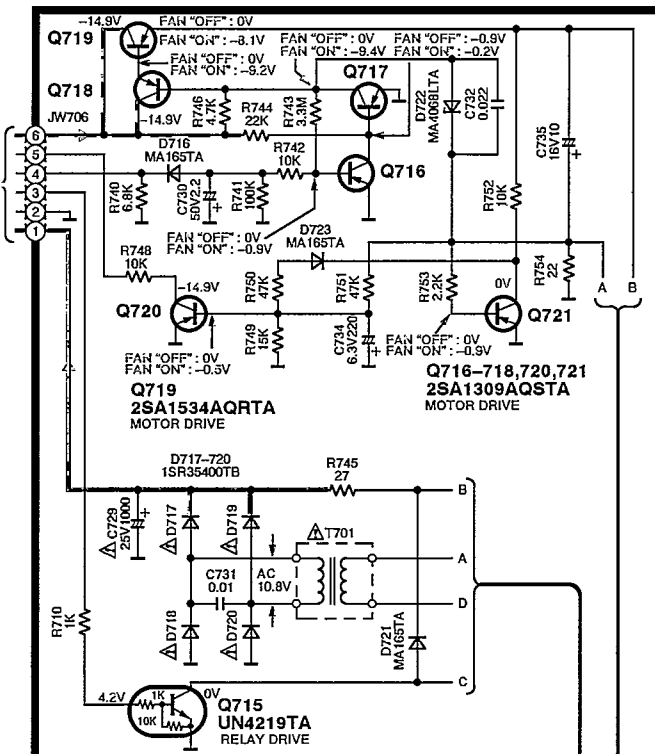 -14.9V
FAN "OFF" : 0V
FAN "ON" : -8.1V
FAN "OFF" : 0V
FAN "ON" : -9.4V
FAN "OFF" : -0.9V
FAN "ON" : -0.2V
Q719
FAN "OFF" : 0V
FAN "ON" : -9.2V
Q718
Q717
-14.9V
R746
4.7K
R744
22K
R743
3.3M
D722
MA4068LTA
C732
0.022
C735
16V10
+
JW706
6
5
4
3
2
1
D716
MA165TA
R742
10K
Q716
R740
6.8K
C730
50V2.2
+
R741
100K
R752
10K
FAN "OFF" : 0V
FAN "ON" : -0.9V
D723
MA165TA
R748
10K
R750
47K
R751
47K
R753
2.2K
R754
22
A
B
-14.9V
0V
Q720
Q721
R749
15K
C734
6.3V220
+
FAN "OFF" : 0V
FAN "ON" : -0.6V
FAN "OFF" : 0V
FAN "ON" : -0.9V
Q719
2SA1534AQRTA
MOTOR DRIVE
Q716-718,720,721
2SA1309AQSTA
MOTOR DRIVE
D717-720
1SR35400TB
R745
27
B
C729
25V1000
+
D717
D719
T701
A
C731
0.01
AC
10.8V
D
R710
1K
D718
D720
D721
MA165TA
C
4.2V
1K
10K
0V
Q715
UN4219TA
RELAY DRIVE